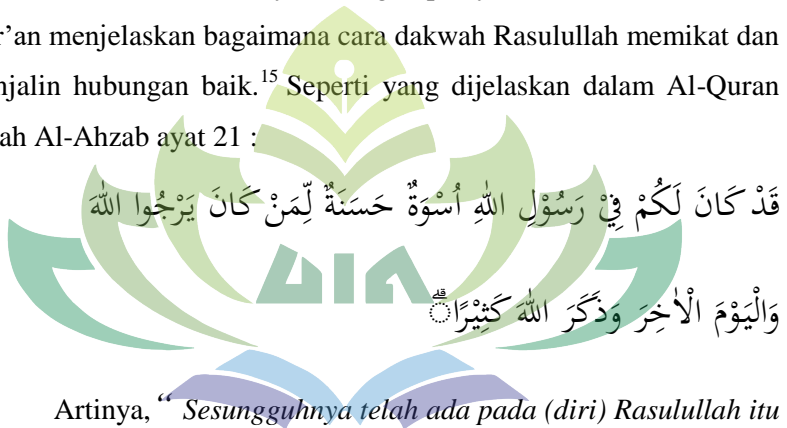 r’an menjelaskan bagaimana cara dakwah Rasulullah memikat dan
njalin hubungan baik.15 Seperti yang dijelaskan dalam Al-Quran
ah Al-Ahzab ayat 21 :
قَدْ كَانَ لَكُمْ فِيْ رَسُوْلِ اللّٰهِ اُسْوَةٌ حَسَنَةٌ لِّمَنْ كَانَ يَرْجُوا اللّٰهَ
وَالْيَوْمَ الْاٰخِرَ وَذَكَرَ اللّٰهَ كَثِيْرًاۗ
Artinya, “ Sesungguhnya telah ada pada (diri) Rasulullah itu